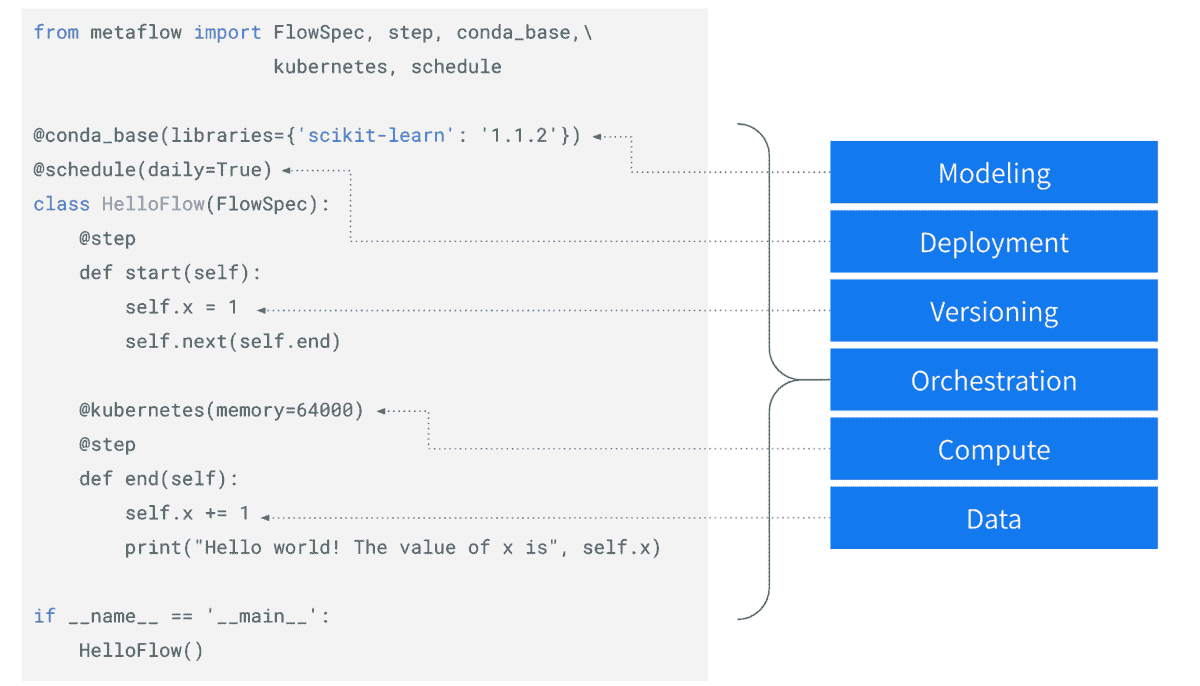 from metaflow import FlowSpec, step, conda_base,\
                     kubernetes, schedule

@conda_base(libraries={'scikit-learn': '1.1.2'})
@schedule(daily=True)
class HelloFlow(FlowSpec):
    @step
    def start(self):
        self.x = 1
        self.next(self.end)

    @kubernetes(memory=64000)
    @step
    def end(self):
        self.x += 1
        print("Hello world! The value of x is", self.x)

if __name__ == '__main__':
    HelloFlow()
Modeling
Deployment
Versioning
Orchestration
Compute
Data